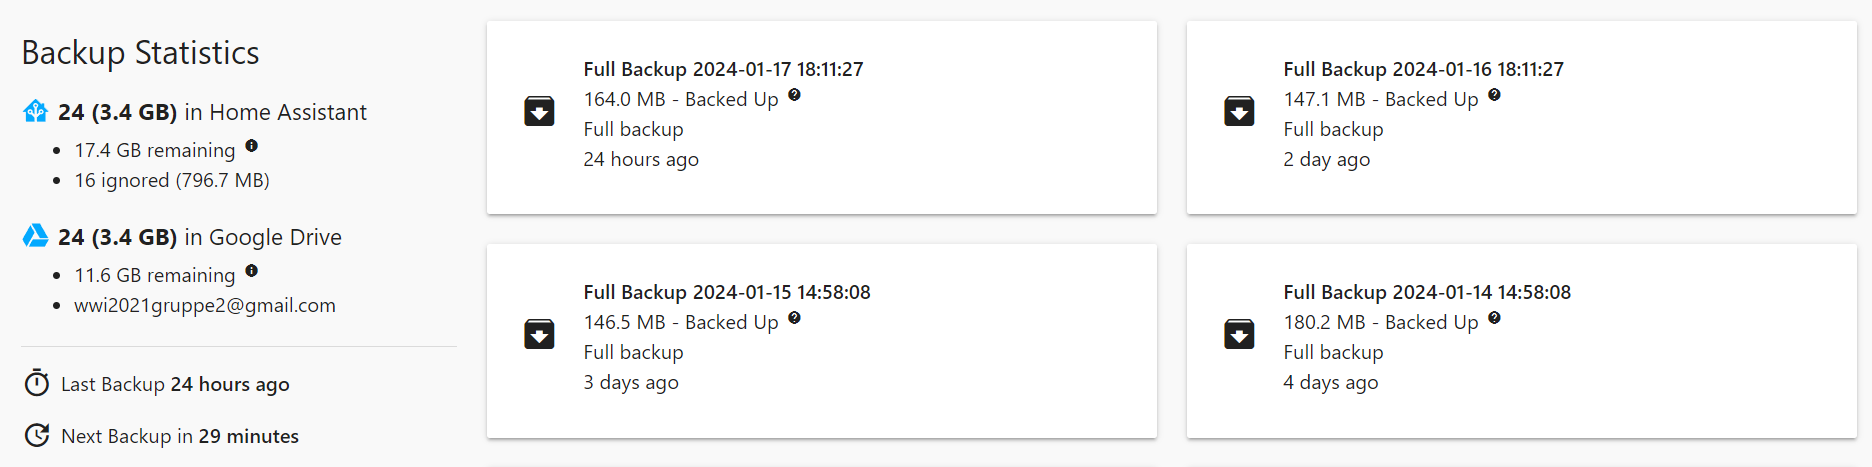 Backup Statistics
24 (3.4 GB) in Home Assistant
17.4 GB remaining
16 ignored (796.7 MB)
24 (3.4 GB) in Google Drive
11.6 GB remaining
wwi2021gruppe2@gmail.com
Last Backup 24 hours ago
Next Backup in 29 minutes
Full Backup 2024-01-17 18:11:27
164.0 MB - Backed Up
Full backup
24 hours ago
Full Backup 2024-01-16 18:11:27
147.1 MB - Backed Up
Full backup
2 day ago
Full Backup 2024-01-15 14:58:08
146.5 MB - Backed Up
Full backup
3 days ago
Full Backup 2024-01-14 14:58:08
180.2 MB - Backed Up
Full backup
4 days ago